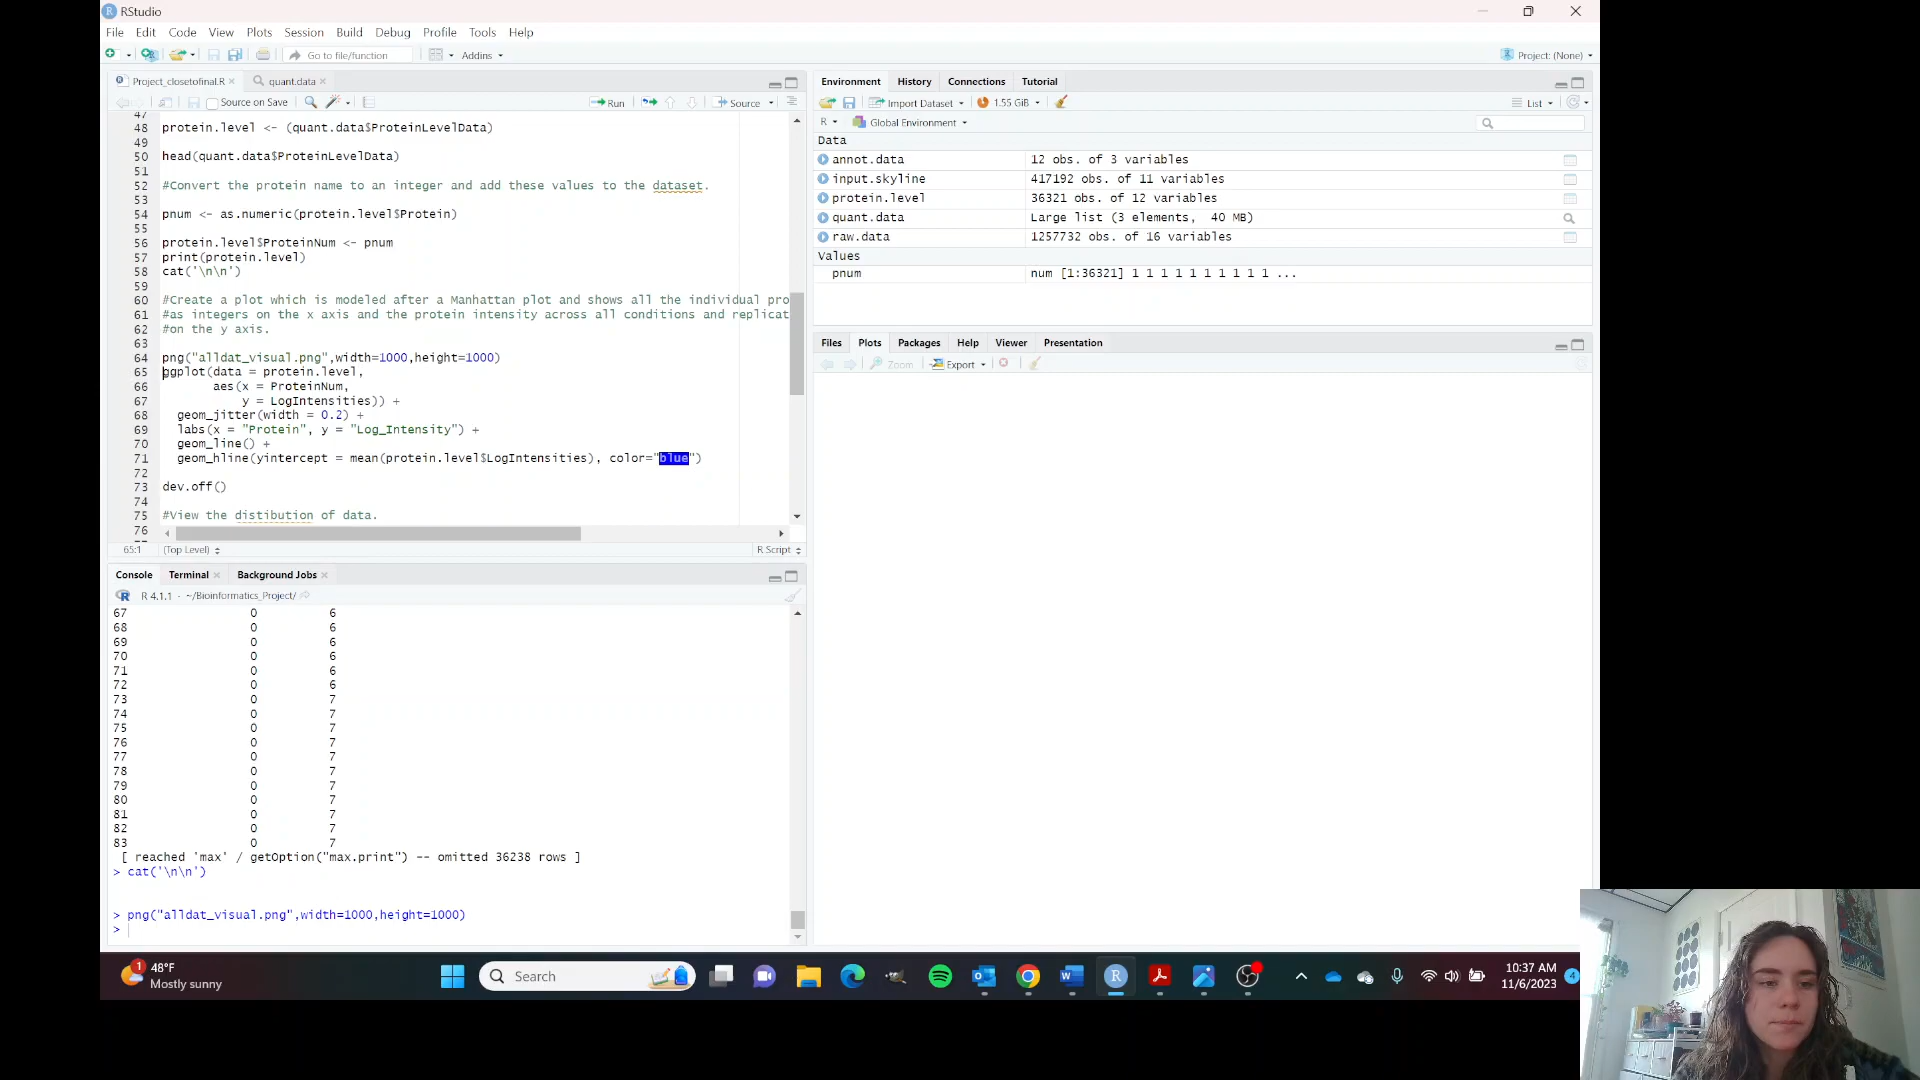 RStudio
File Edit Code View Plots Session Build Debug Profile Tools Help
Go to file/function Addins Project: (None)
Project_closetofinal.R quant.data
Source on Save Run Source
47
48 protein.level <- (quant.data$ProteinLevelData)
49
50 head(quant.data$ProteinLevelData)
51
52 #Convert the protein name to an integer and add these values to the dataset.
53
54 pnum <- as.numeric(protein.level$Protein)
55
56 protein.level$ProteinNum <- pnum
57 print(protein.level)
58 cat('\n\n')
59
60 #Create a plot which is modeled after a Manhattan plot and shows all the individual pro
61 #as integers on the x axis and the protein intensity across all conditions and replicat
62 #on the y axis.
63
64 png("alldat_visual.png",width=1000,height=1000)
65 ggplot(data = protein.level,
66 aes(x = ProteinNum,
67 y = LogIntensities)) +
68 geom_jitter(width = 0.2) +
69 labs(x = "Protein", y = "Log_Intensity") +
70 geom_line() +
71 geom_hline(yintercept = mean(protein.level$LogIntensities), color="blue")
72
73 dev.off()
74
75 #View the distibution of data.
76
65:1 (Top Level) R Script
Console Terminal Background Jobs
R 4.1.1 · ~/Bioinformatics_Project/
67 0 6
68 0 6
69 0 6
70 0 6
71 0 6
72 0 6
73 0 7
74 0 7
75 0 7
76 0 7
77 0 7
78 0 7
79 0 7
80 0 7
81 0 7
82 0 7
83 0 7
[ reached 'max' / getOption("max.print") -- omitted 36238 rows ]
> cat('\n\n')
> png("alldat_visual.png",width=1000,height=1000)
>
Environment History Connections Tutorial
Import Dataset 1.55 GiB List
R Global Environment
Data
annot.data 12 obs. of 3 variables
input.skyline 417192 obs. of 11 variables
protein.level 36321 obs. of 12 variables
quant.data Large list (3 elements, 40 MB)
raw.data 1257732 obs. of 16 variables
Values
pnum num [1:36321] 1 1 1 1 1 1 1 1 1 1 ...
Files Plots Packages Help Viewer Presentation
Zoom Export
1 48°F
Mostly sunny
Search
10:37 AM
11/6/2023
4